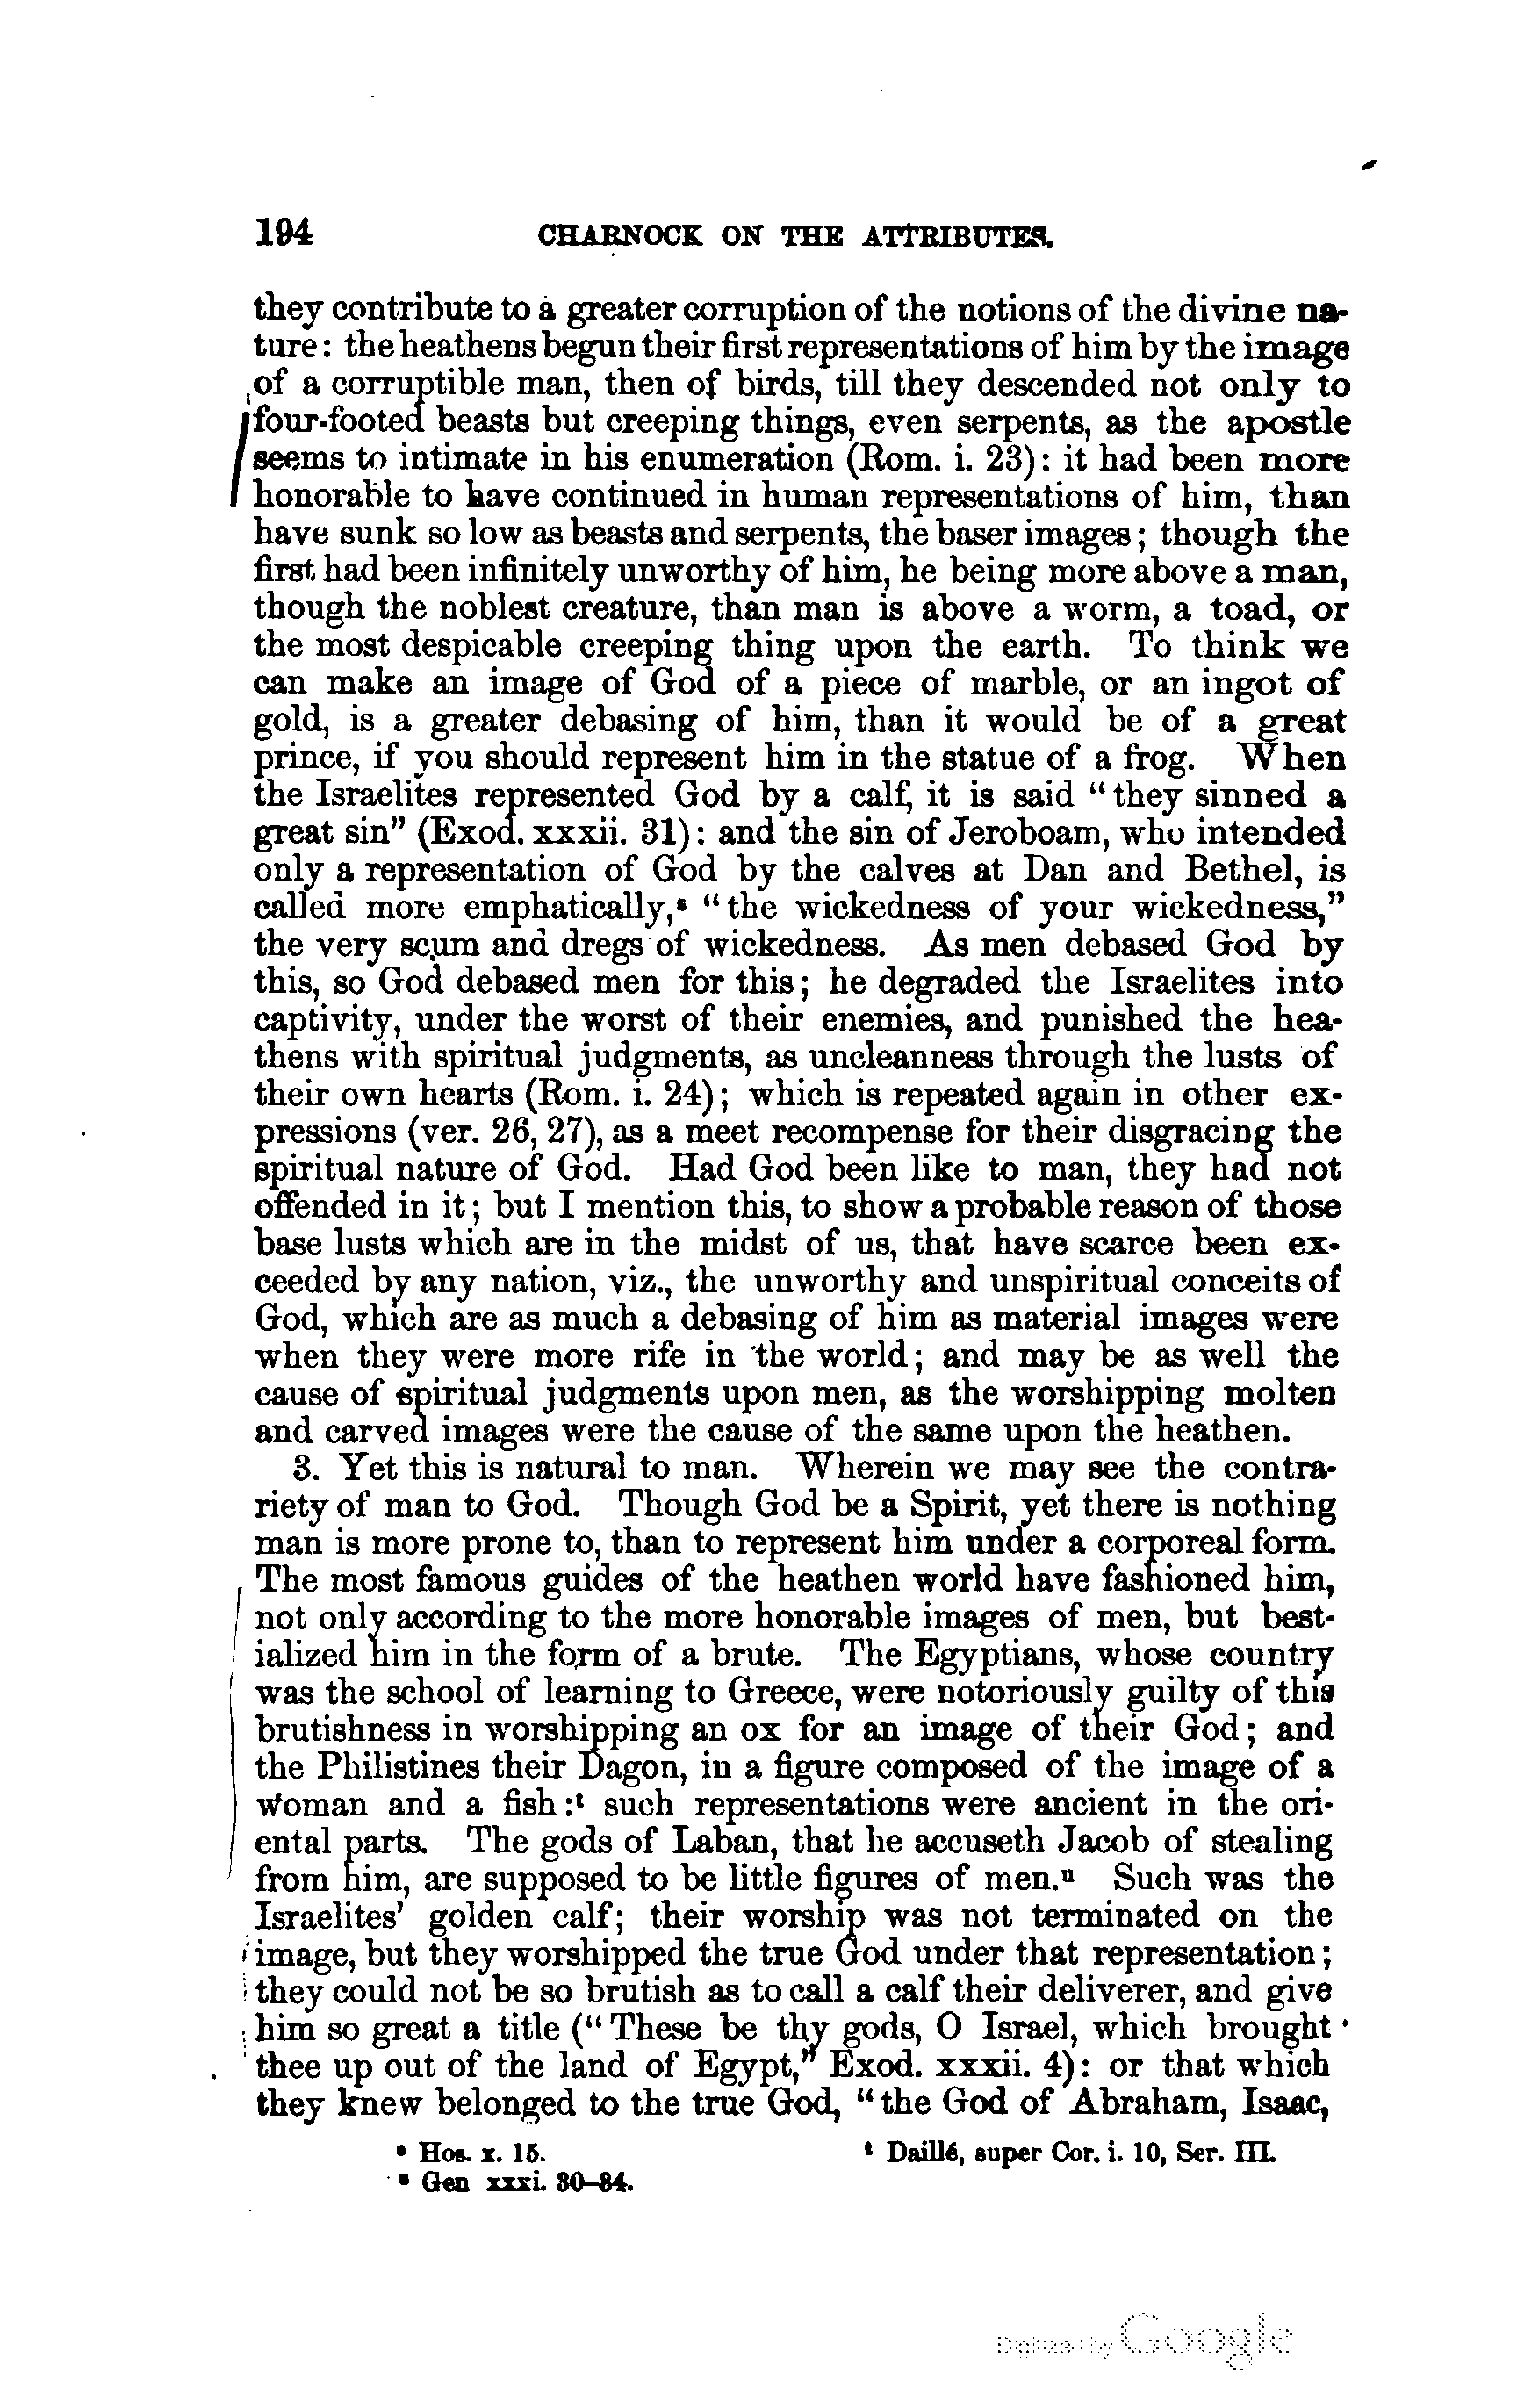 194 CHARNOCK ON THE ATTRIBUTES.
they contribute to a greater corruption of the notions of the divine na-
ture: the heathens begun their first representations of him by the image
of a corruptible man, then of birds, till they descended not only to
four-footed beasts but creeping things, even serpents, as the apostle
seems to intimate in his enumeration (Rom. i. 23): it had been more
honorable to have continued in human representations of him, than
have sunk so low as beasts and serpents, the baser images; though the
first had been infinitely unworthy of him, he being more above a man,
though the noblest creature, than man is above a worm, a toad, or
the most despicable creeping thing upon the earth. To think we
can make an image of God of a piece of marble, or an ingot of
gold, is a greater debasing of him, than it would be of a great
prince, if you should represent him in the statue of a frog. When
the Israelites represented God by a calf, it is said "they sinned a
great sin" (Exod. xxxii. 31): and the sin of Jeroboam, who intended
only a representation of God by the calves at Dan and Bethel, is
called more emphatically,ˢ "the wickedness of your wickedness,"
the very scum and dregs of wickedness. As men debased God by
this, so God debased men for this; he degraded the Israelites into
captivity, under the worst of their enemies, and punished the hea-
thens with spiritual judgments, as uncleanness through the lusts of
their own hearts (Rom. i. 24); which is repeated again in other ex-
pressions (ver. 26, 27), as a meet recompense for their disgracing the
spiritual nature of God. Had God been like to man, they had not
offended in it; but I mention this, to show a probable reason of those
base lusts which are in the midst of us, that have scarce been ex-
ceeded by any nation, viz., the unworthy and unspiritual conceits of
God, which are as much a debasing of him as material images were
when they were more rife in the world; and may be as well the
cause of spiritual judgments upon men, as the worshipping molten
and carved images were the cause of the same upon the heathen.
3. Yet this is natural to man. Wherein we may see the contra-
riety of man to God. Though God be a Spirit, yet there is nothing
man is more prone to, than to represent him under a corporeal form.
The most famous guides of the heathen world have fashioned him,
not only according to the more honorable images of men, but best-
ialized him in the form of a brute. The Egyptians, whose country
was the school of learning to Greece, were notoriously guilty of this
brutishness in worshipping an ox for an image of their God; and
the Philistines their Dagon, in a figure composed of the image of a
woman and a fish:ᵗ such representations were ancient in the ori-
ental parts. The gods of Laban, that he accuseth Jacob of stealing
from him, are supposed to be little figures of men.ᵘ Such was the
Israelites' golden calf; their worship was not terminated on the
image, but they worshipped the true God under that representation;
they could not be so brutish as to call a calf their deliverer, and give
him so great a title ("These be thy gods, O Israel, which brought
thee up out of the land of Egypt," Exod. xxxii. 4): or that which
they knew belonged to the true God, "the God of Abraham, Isaac,
ˢ Hos. x. 15. ᵗ Daillé, super Cor. i. 10, Ser. III.
ᵘ Gen xxxi. 30–34.
Digitized by Google